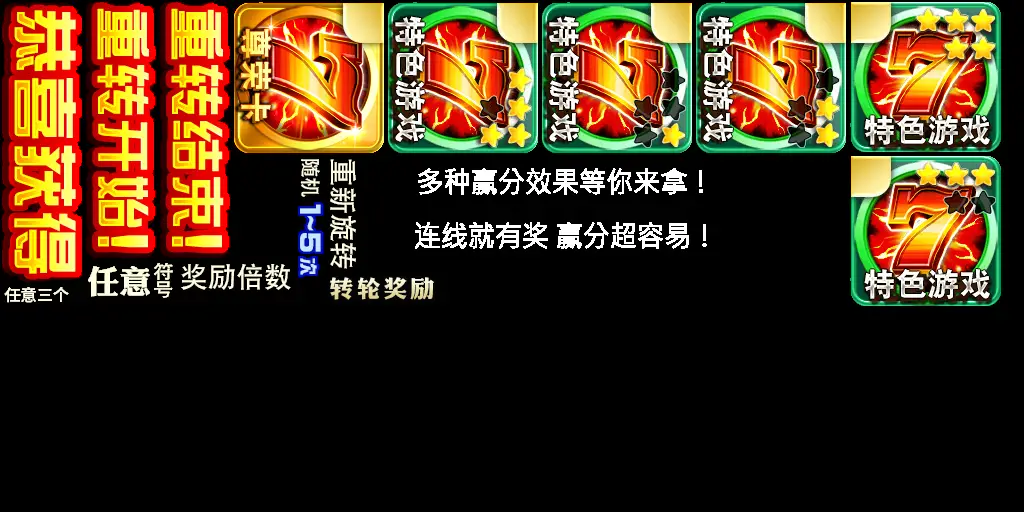 恭喜获得
重转开始!
重转结束!
尊荣卡
特色游戏
特色游戏
特色游戏
特色游戏
重新旋转
随机1~5次
多种赢分效果等你来拿！
连线就有奖 赢分超容易！
特色游戏
任意三个
任意符号
奖励倍数
转轮奖励